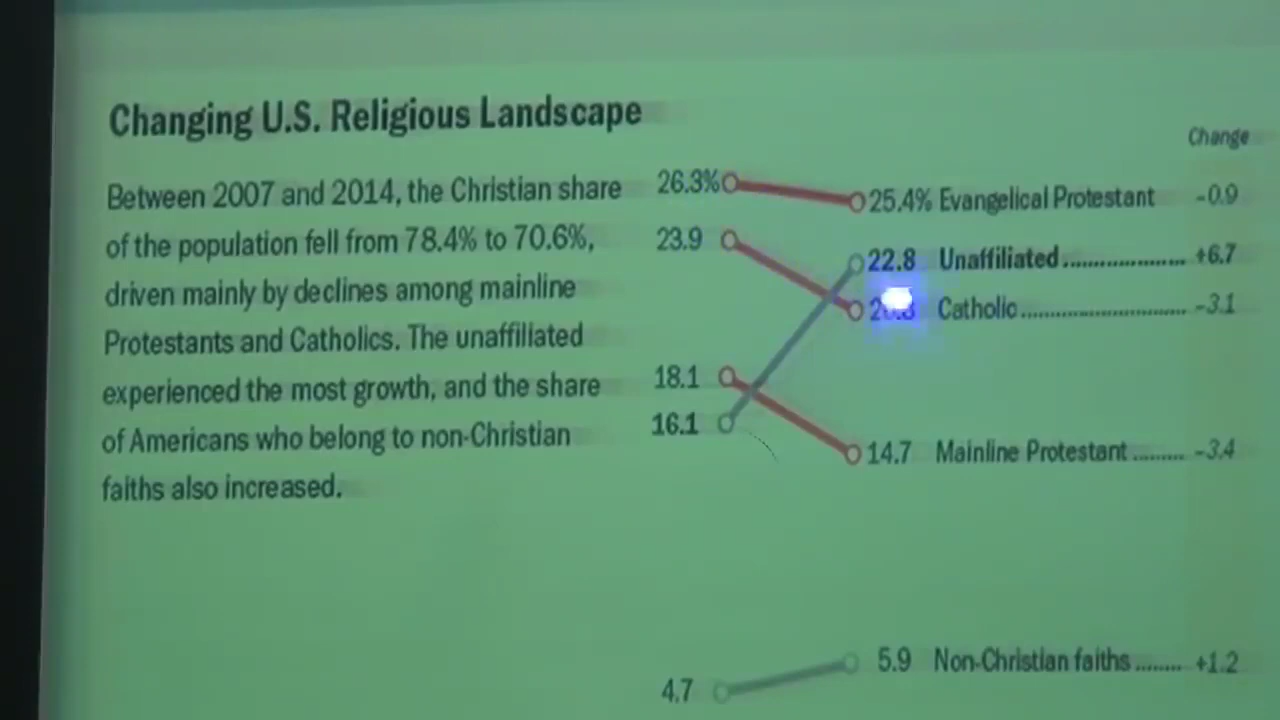 Changing U.S. Religious Landscape
Change
Between 2007 and 2014, the Christian share
of the population fell from 78.4% to 70.6%,
driven mainly by declines among mainline
Protestants and Catholics. The unaffiliated
experienced the most growth, and the share
of Americans who belong to non-Christian
faiths also increased.
26.3% 25.4% Evangelical Protestant -0.9
23.9
22.8 Unaffiliated .................... +6.7
20.8 Catholic ............................ -3.1
18.1
16.1
14.7 Mainline Protestant ......... -3.4
5.9 Non-Christian faiths ........ +1.2
4.7